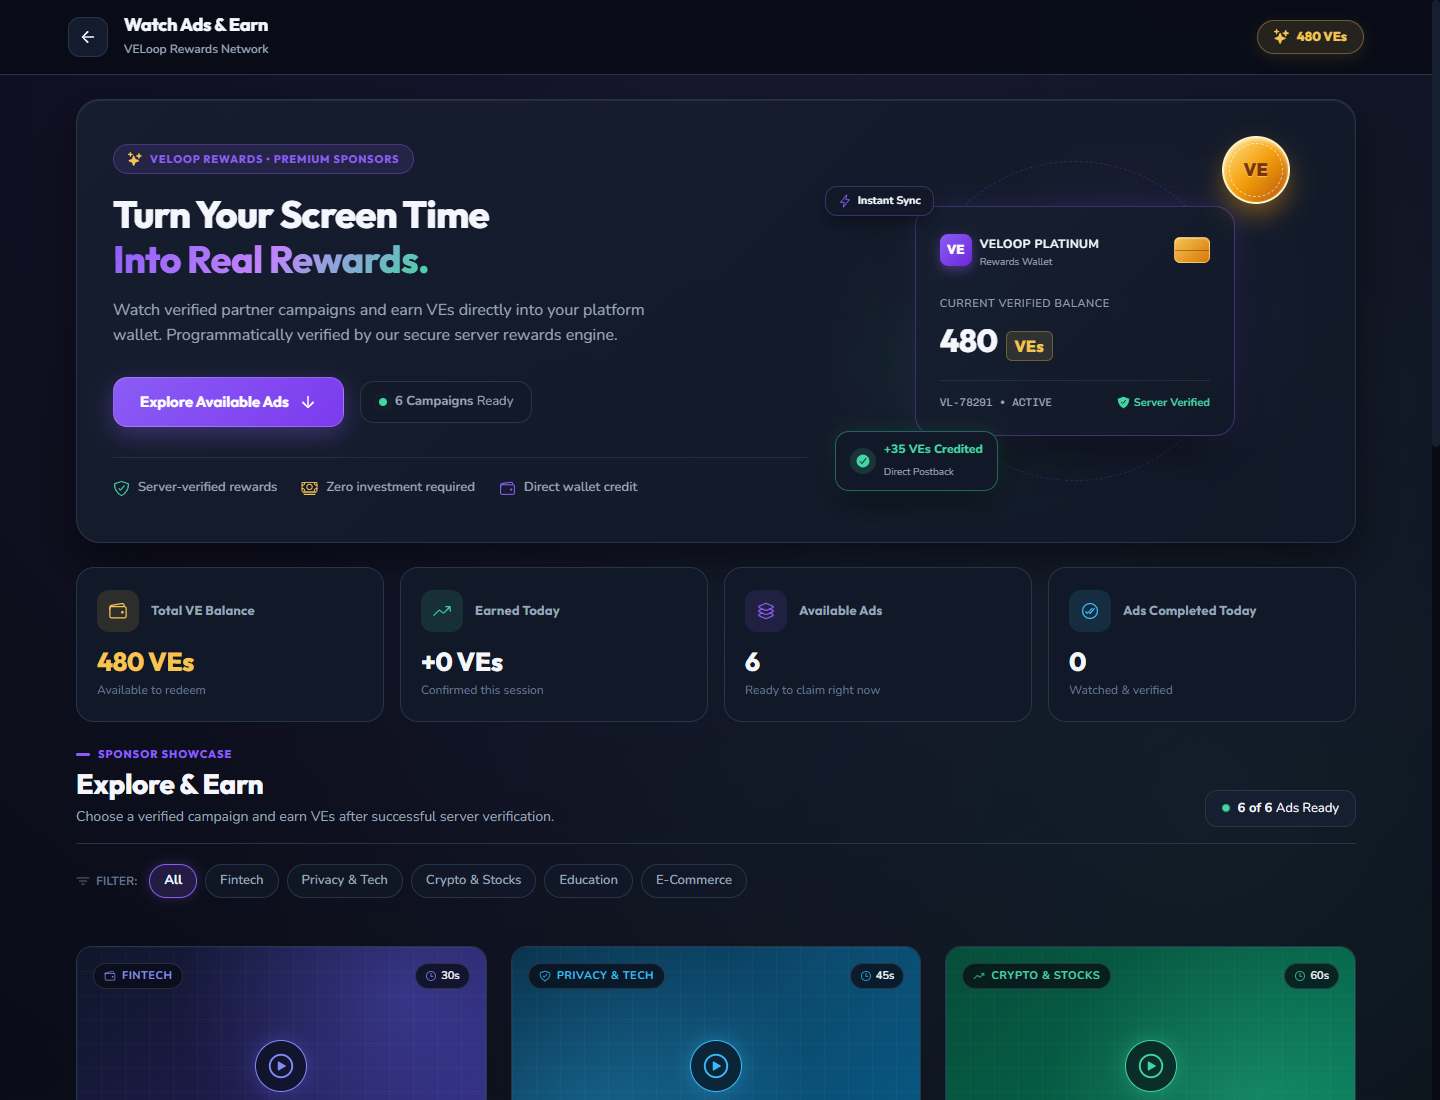 Watch Ads & Earn
VELoop Rewards Network
480 VEs
VELOOP REWARDS • PREMIUM SPONSORS
Turn Your Screen Time
Into Real Rewards.
Watch verified partner campaigns and earn VEs directly into your platform
wallet. Programmatically verified by our secure server rewards engine.
Explore Available Ads
6 Campaigns Ready
Server-verified rewards
Zero investment required
Direct wallet credit
VE
Instant Sync
VE
VELOOP PLATINUM
Rewards Wallet
CURRENT VERIFIED BALANCE
480 VEs
VL-78291 • ACTIVE
Server Verified
+35 VEs Credited
Direct Postback
Total VE Balance
480 VEs
Available to redeem
Earned Today
+0 VEs
Confirmed this session
Available Ads
6
Ready to claim right now
Ads Completed Today
0
Watched & verified
SPONSOR SHOWCASE
Explore & Earn
Choose a verified campaign and earn VEs after successful server verification.
6 of 6 Ads Ready
FILTER:
All
Fintech
Privacy & Tech
Crypto & Stocks
Education
E-Commerce
FINTECH
30s
PRIVACY & TECH
45s
CRYPTO & STOCKS
60s